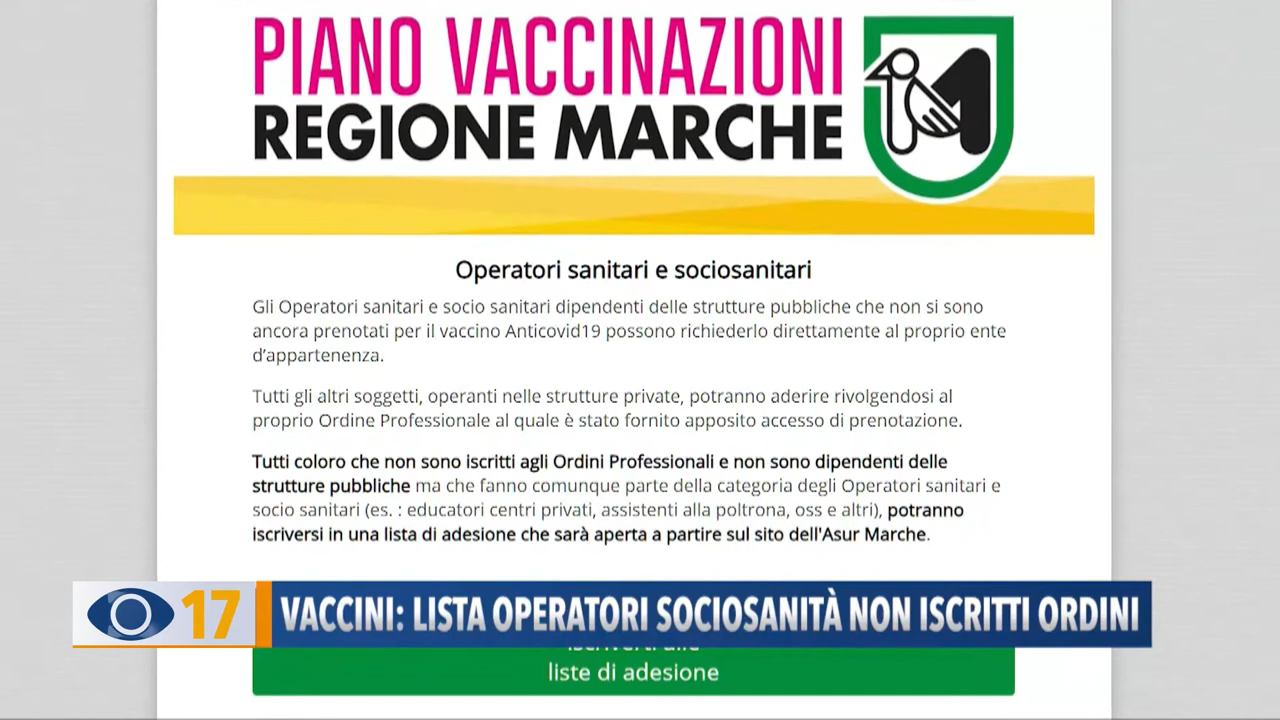 PIANO VACCINAZIONI
REGIONE MARCHE
Operatori sanitari e sociosanitari
Gli Operatori sanitari e socio sanitari dipendenti delle strutture pubbliche che non si sono
ancora prenotati per il vaccino Anticovid19 possono richiederlo direttamente al proprio ente
d'appartenenza.
Tutti gli altri soggetti, operanti nelle strutture private, potranno aderire rivolgendosi al
proprio Ordine Professionale al quale è stato fornito apposito accesso di prenotazione.
Tutti coloro che non sono iscritti agli Ordini Professionali e non sono dipendenti delle
strutture pubbliche ma che fanno comunque parte della categoria degli Operatori sanitari e
socio sanitari (es. : educatori centri privati, assistenti alla poltrona, oss e altri), potranno
iscriversi in una lista di adesione che sarà aperta a partire sul sito dell'Asur Marche.
17 VACCINI: LISTA OPERATORI SOCIOSANITÀ NON ISCRITTI ORDINI
liste di adesione